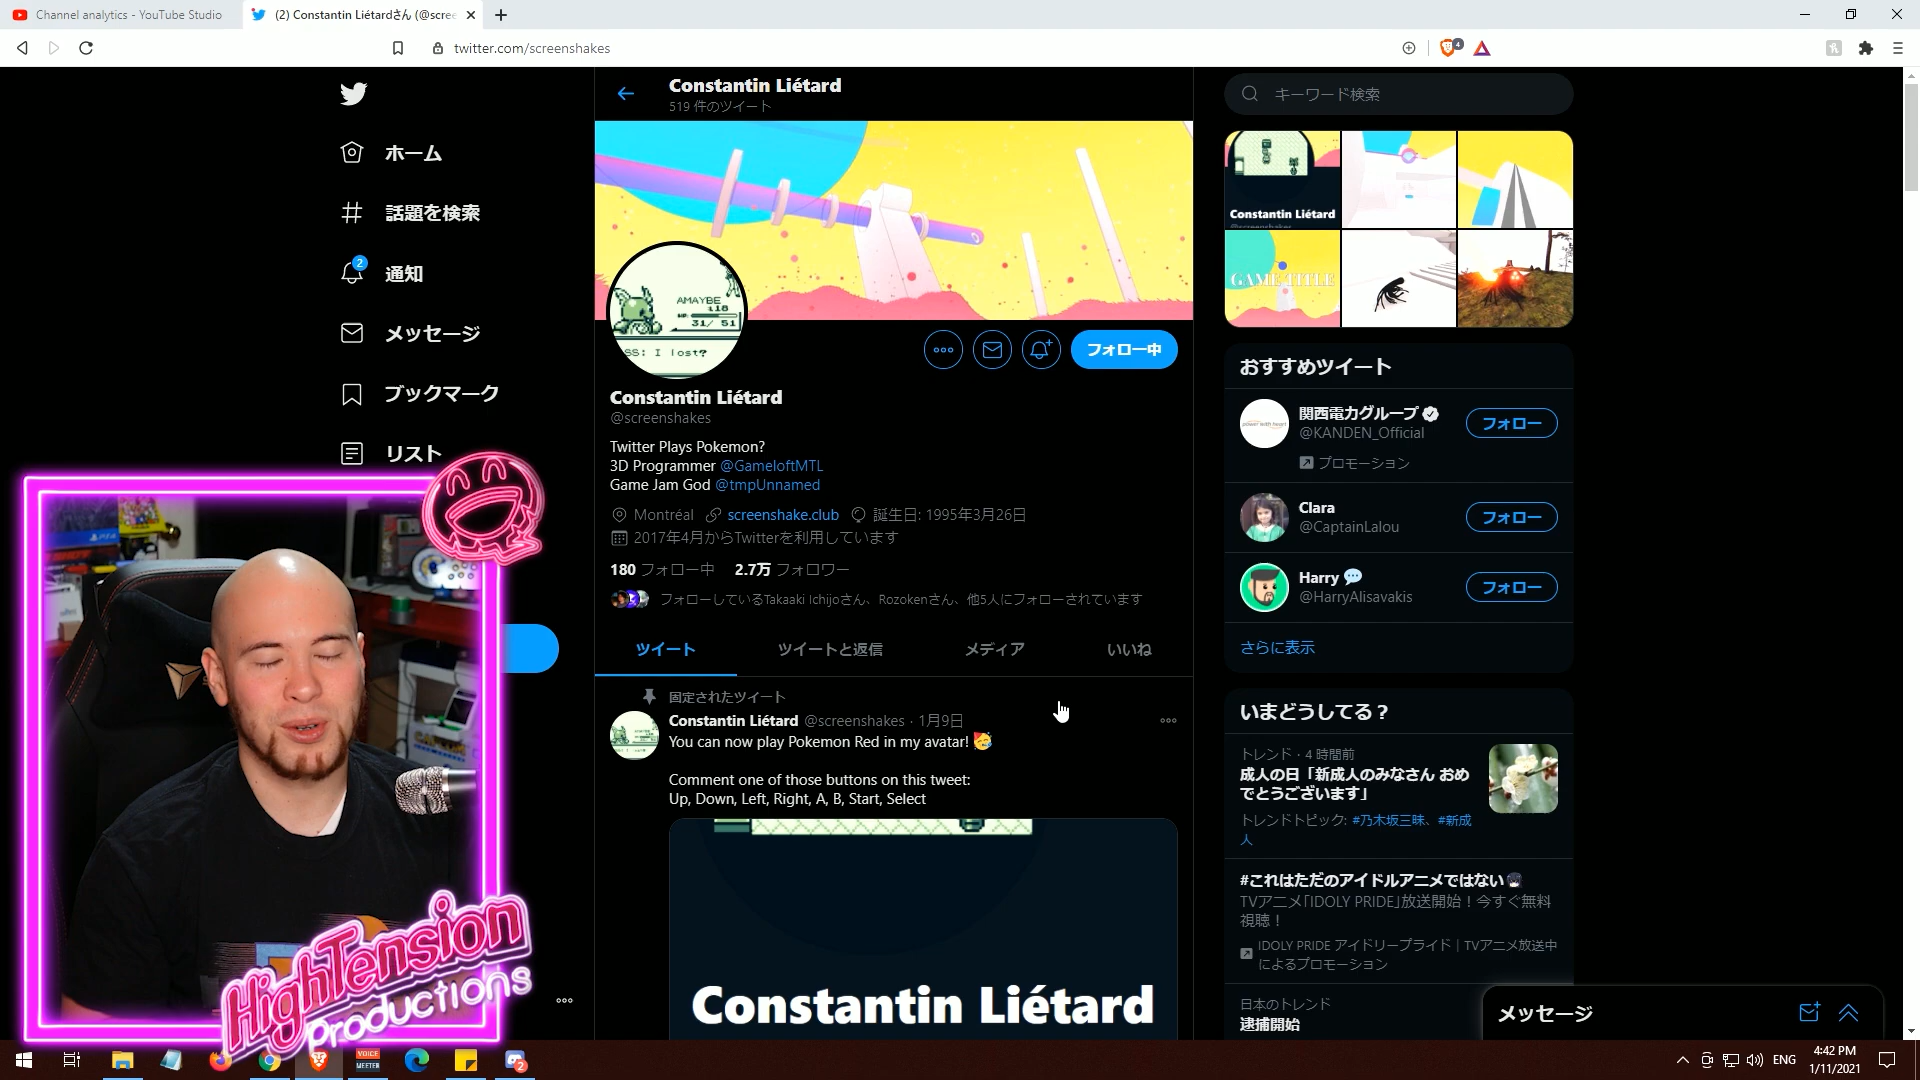 Channel analytics - YouTube Studio
(2) Constantin Liétardさん (@scree
twitter.com/screenshakes
4
ホーム
話題を検索
2
通知
メッセージ
ブックマーク
リスト
Constantin Liétard
519 件のツイート
AMAYBE
:L18
HP:
31/ 51
SS: I lost?
フォロー中
Constantin Liétard
@screenshakes
Twitter Plays Pokemon?
3D Programmer @GameloftMTL
Game Jam God @tmpUnnamed
Montréal screenshake.club 誕生日: 1995年3月26日
2017年4月からTwitterを利用しています
180 フォロー中 2.7万 フォロワー
フォローしているTakaaki Ichijoさん、Rozokenさん、他5人にフォローされています
ツイート ツイートと返信 メディア いいね
固定されたツイート
Constantin Liétard @screenshakes · 1月9日
You can now play Pokemon Red in my avatar! 🥳
Comment one of those buttons on this tweet:
Up, Down, Left, Right, A, B, Start, Select
Constantin Liétard
キーワード検索
Constantin Liétard
GAME TITLE
おすすめツイート
関西電力グループ
@KANDEN_Official
フォロー
プロモーション
Clara
@CaptainLalou
フォロー
Harry 💬
@HarryAlisavakis
フォロー
さらに表示
いまどうしてる？
トレンド · 4 時間前
成人の日「新成人のみなさん おめ
でとうございます」
トレンドトピック: #乃木坂三昧、#新成
人
#これはただのアイドルアニメではない
TVアニメ「IDOLY PRIDE」放送開始！今すぐ無料
視聴！
IDOLY PRIDE アイドリープライド｜TVアニメ放送中
によるプロモーション
日本のトレンド
逮捕開始
メッセージ
HighTension
Productions
VOICE
MEETER
2
ENG
4:42 PM
1/11/2021